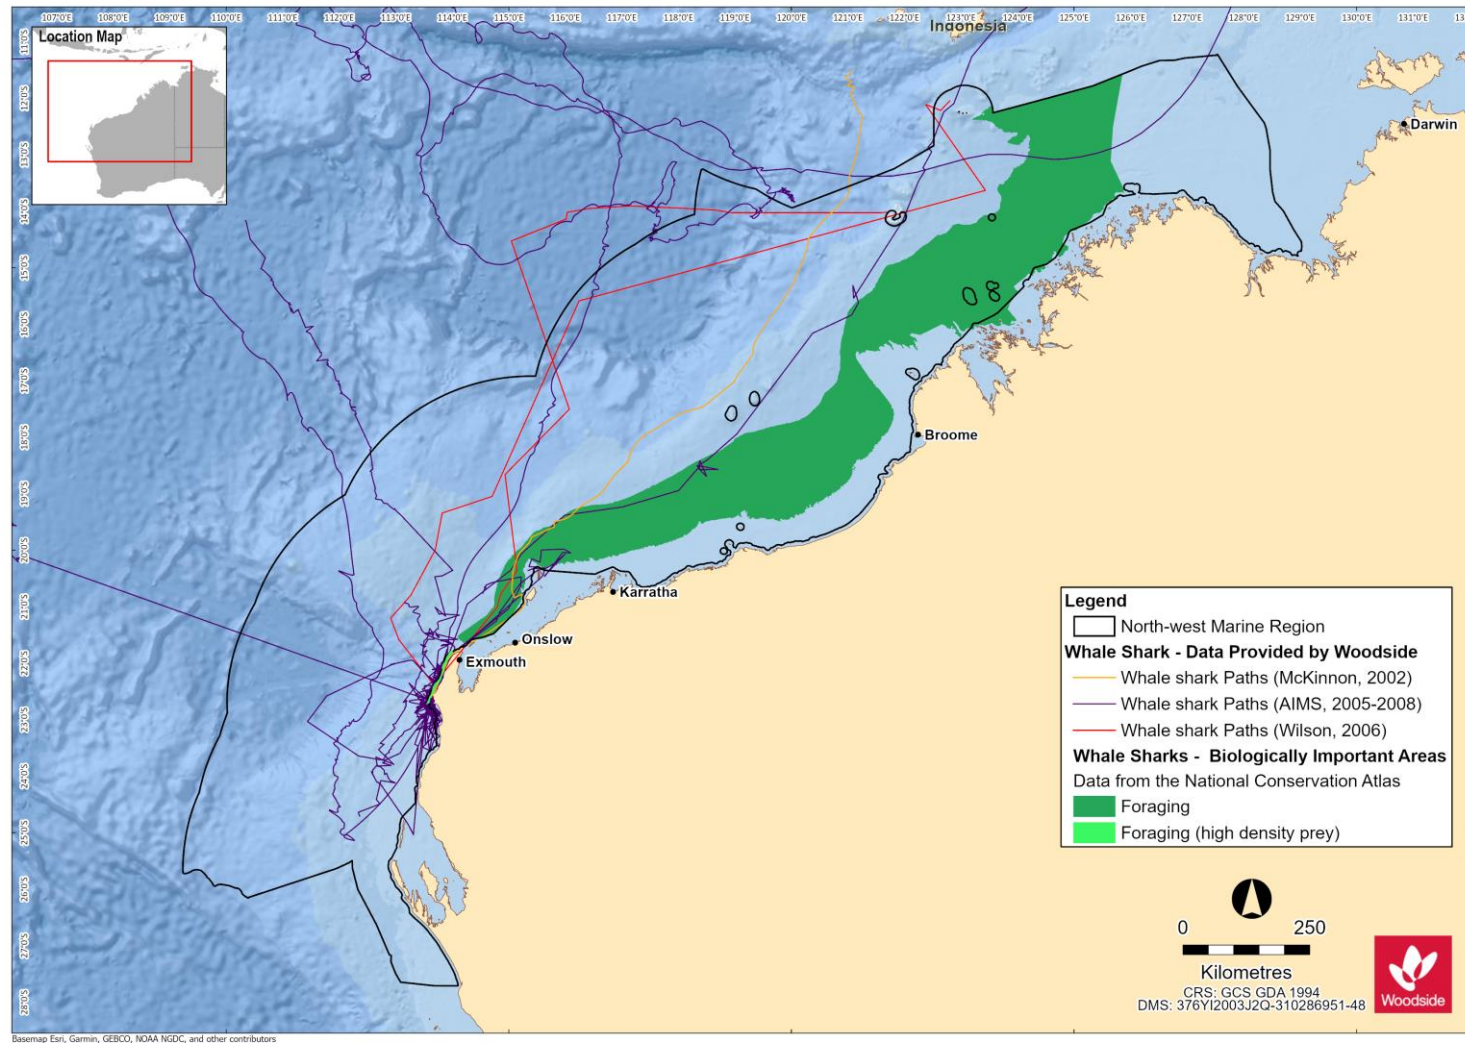 107°0'E 108°0'E 109°0'E 110°0'E 111°0'E 112°0'E 113°0'E 114°0'E 115°0'E 116°0'E 117°0'E 118°0'E 119°0'E 120°0'E 121°0'E 122°0'E 123°0'E 124°0'E 125°0'E 126°0'E 127°0'E 128°0'E 129°0'E 130°0'E 131°0'E
Indonesia
Location Map
11°0'S
12°0'S
13°0'S
14°0'S
15°0'S
16°0'S
17°0'S
18°0'S
19°0'S
20°0'S
21°0'S
22°0'S
23°0'S
24°0'S
25°0'S
26°0'S
27°0'S
28°0'S
Darwin
Broome
Karratha
Onslow
Exmouth
Legend
North-west Marine Region
Whale Shark - Data Provided by Woodside
Whale shark Paths (McKinnon, 2002)
Whale shark Paths (AIMS, 2005-2008)
Whale shark Paths (Wilson, 2006)
Whale Sharks - Biologically Important Areas
Data from the National Conservation Atlas
Foraging
Foraging (high density prey)
0 250
Kilometres
CRS: GCS GDA 1994
DMS: 376YI2003J2Q-310286951-48
Woodside
Basemap Esri, Garmin, GEBCO, NOAA NGDC, and other contributors